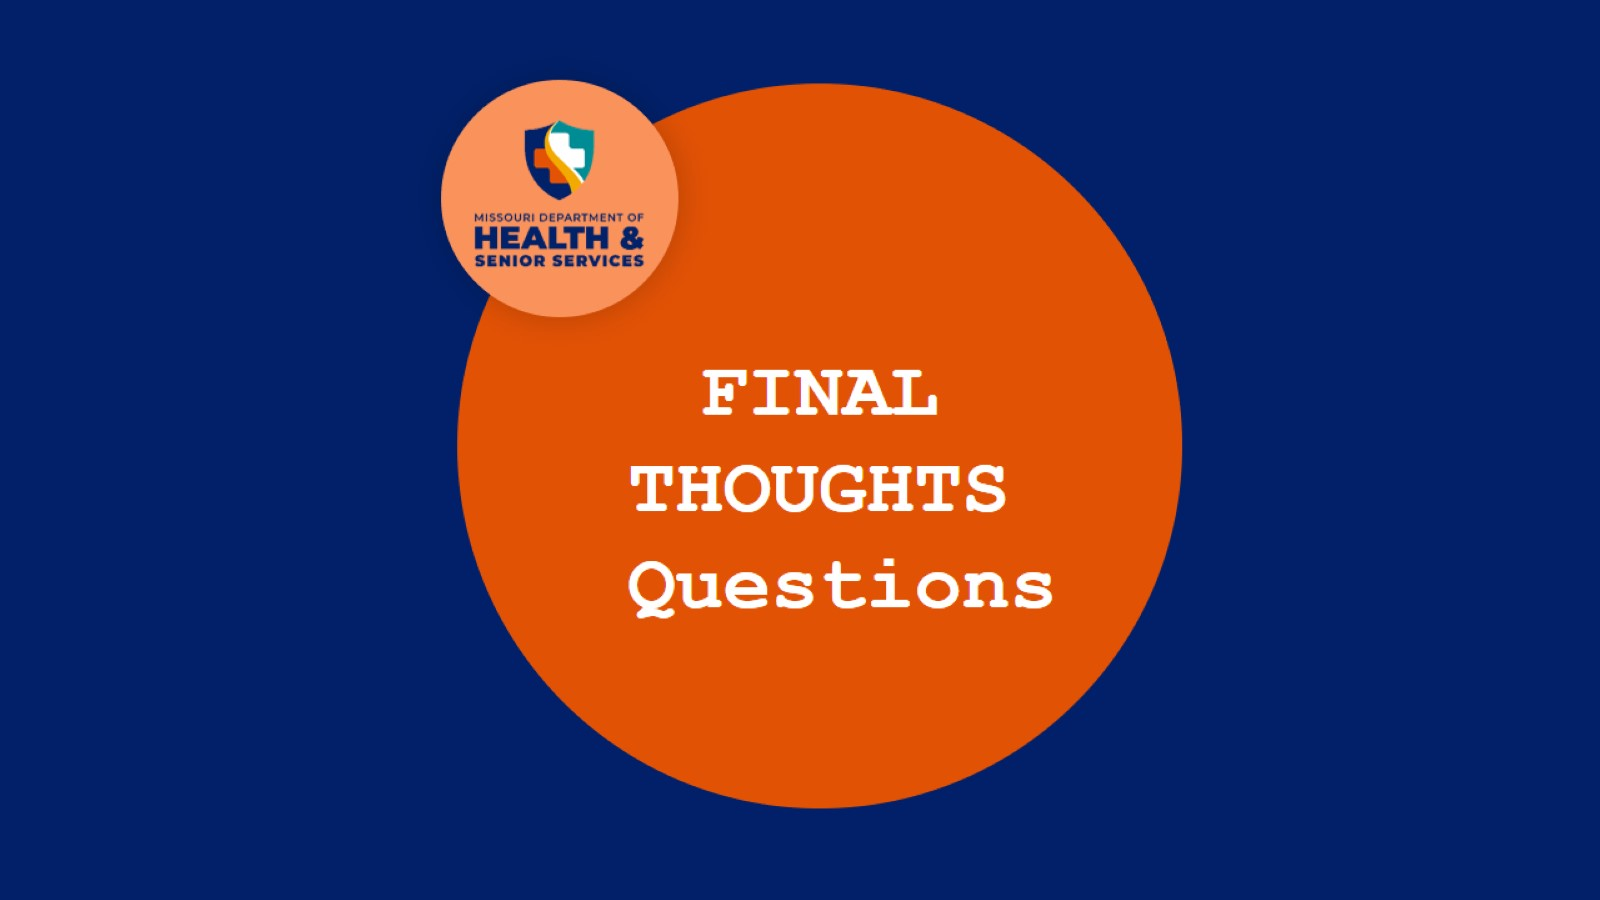 MISSOURI DEPARTMENT OF
HEALTH &
SENIOR SERVICES
FINAL
THOUGHTS
Questions